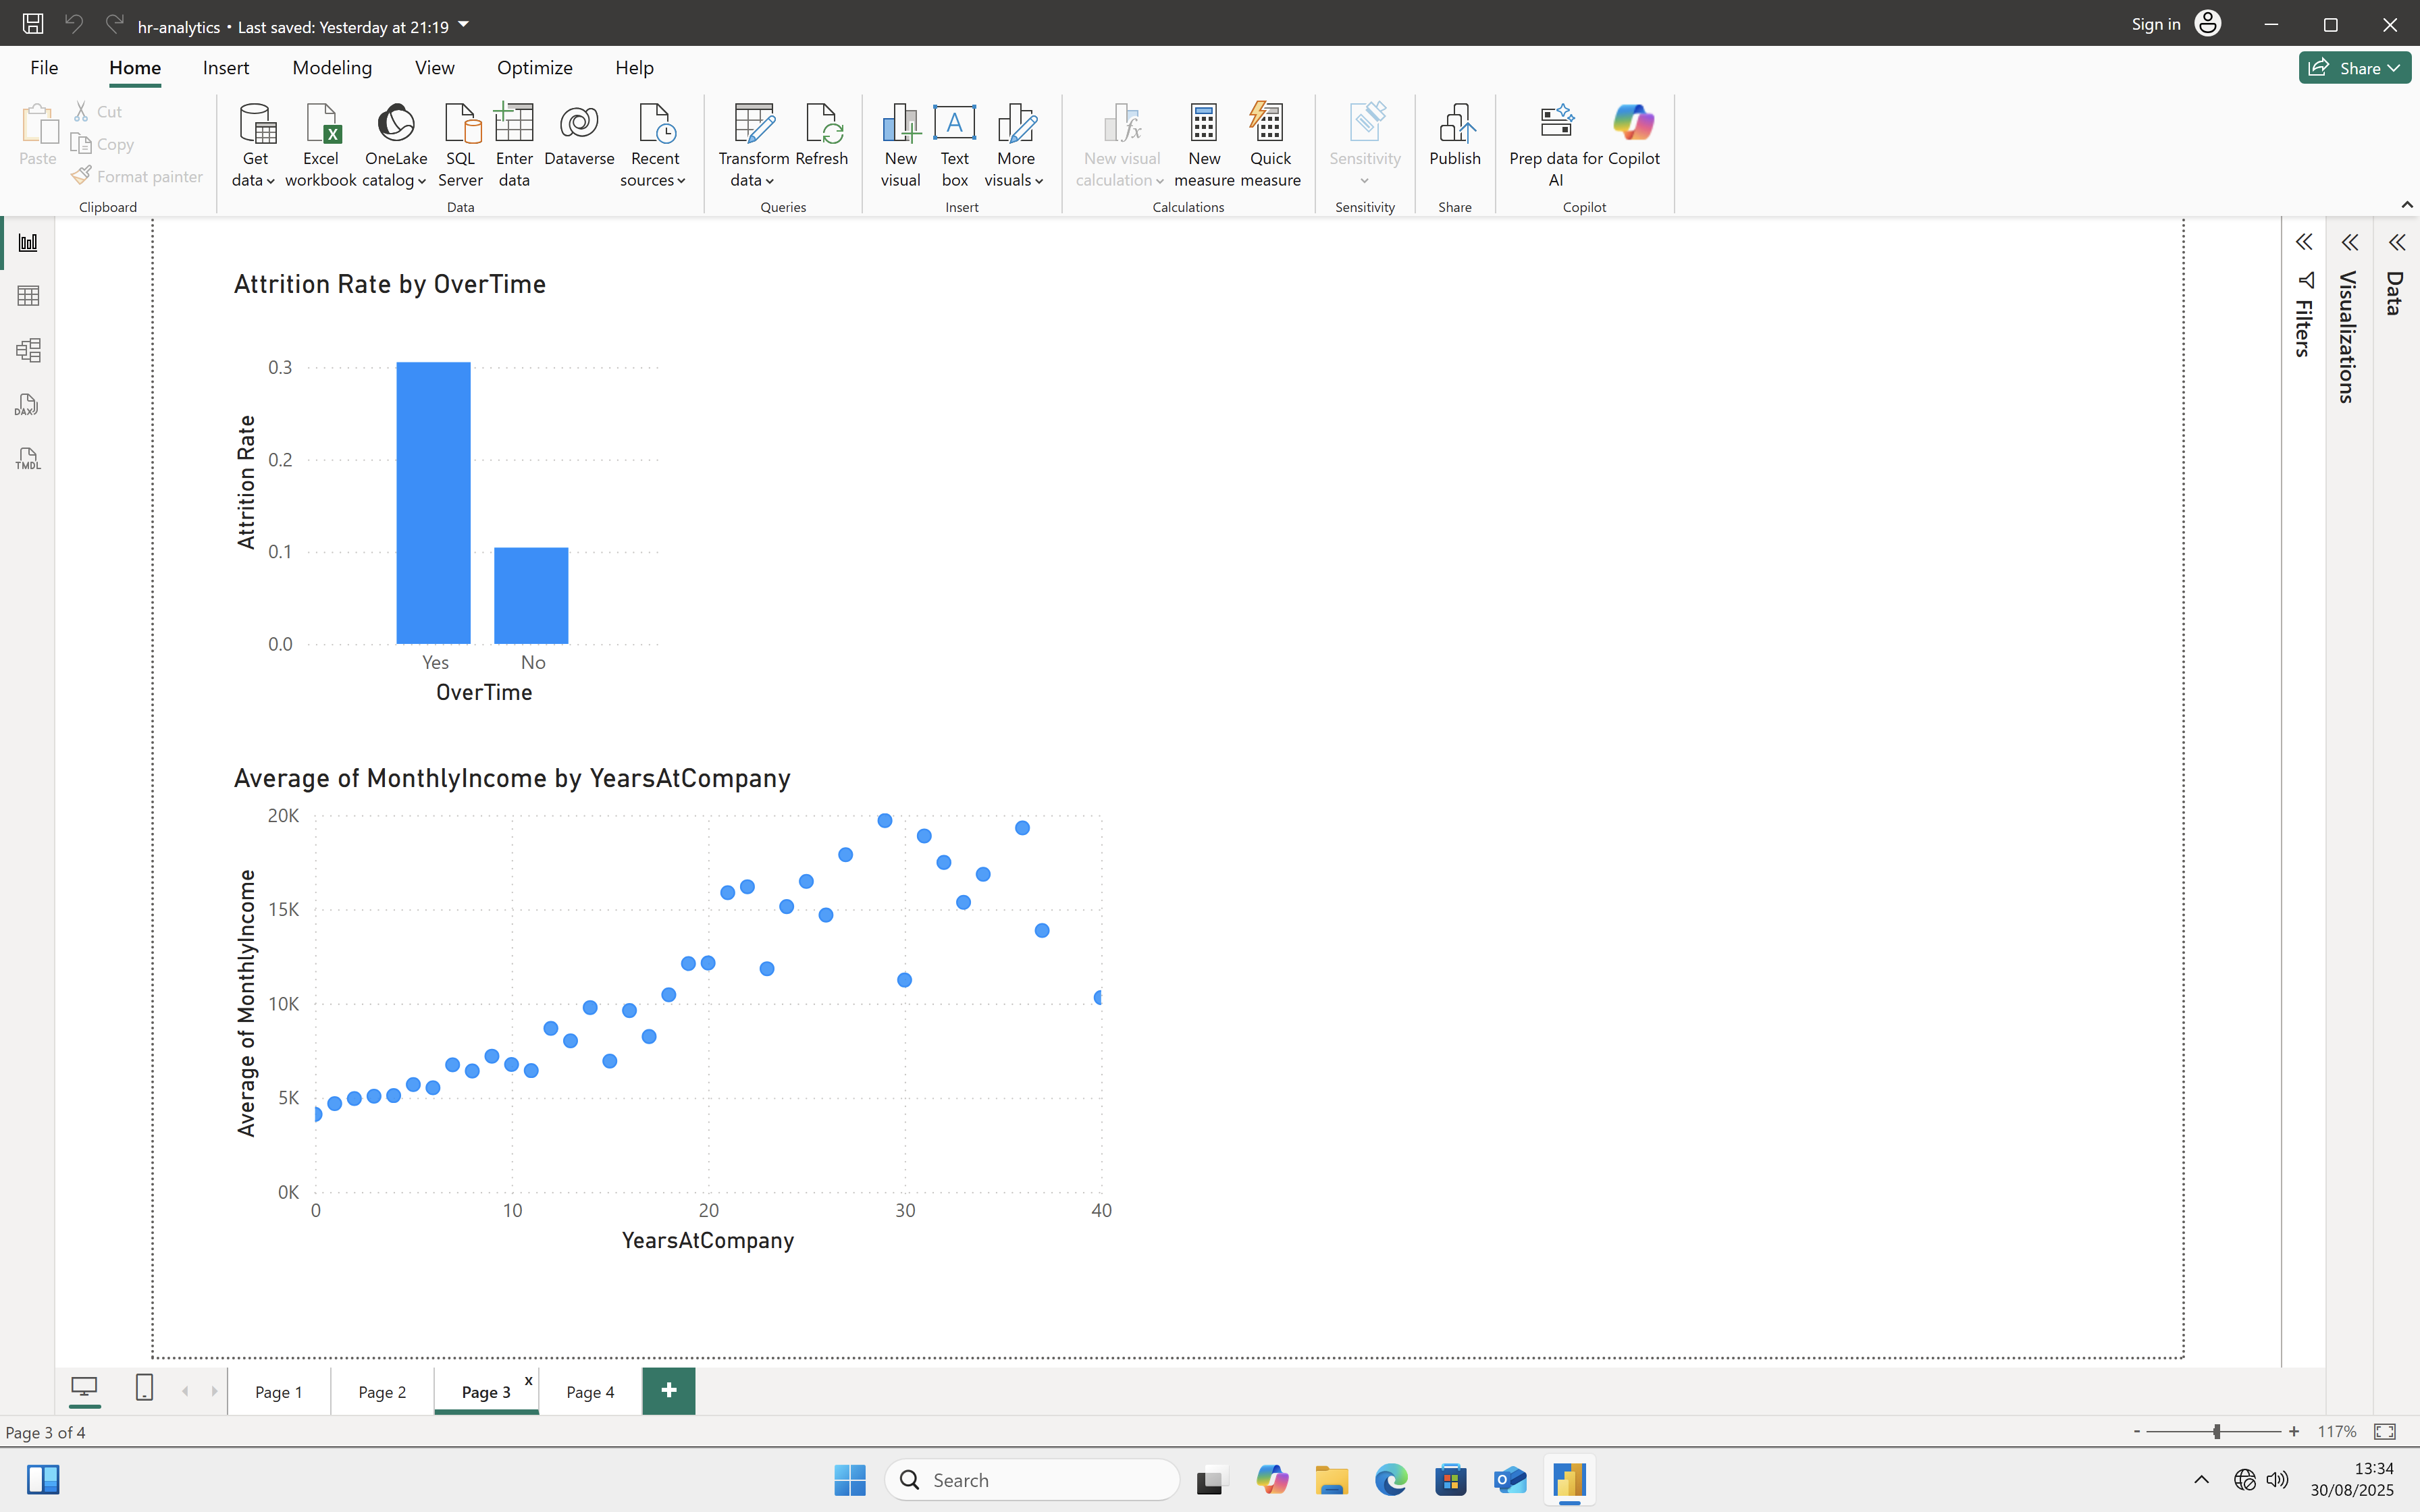 hr-analytics • Last saved: Yesterday at 21:19
Sign in
File Home Insert Modeling View Optimize Help
Share
Paste
Cut
Copy
Format painter
Clipboard
Get data
Excel workbook
OneLake catalog
SQL Server
Enter data
Dataverse
Recent sources
Data
Transform data
Refresh
Queries
New visual
Text box
More visuals
Insert
New visual calculation
New measure
Quick measure
Calculations
Sensitivity
Sensitivity
Publish
Share
Prep data for AI
Copilot
Copilot
DAX
TMDL
Filters
Visualizations
Data
Attrition Rate by OverTime
Attrition Rate
0.3
0.2
0.1
0.0
Yes No
OverTime
Average of MonthlyIncome by YearsAtCompany
Average of MonthlyIncome
20K
15K
10K
5K
0K
0 10 20 30 40
YearsAtCompany
Page 1 Page 2 Page 3 x Page 4 +
Page 3 of 4
- + 117%
Search
13:34
30/08/2025